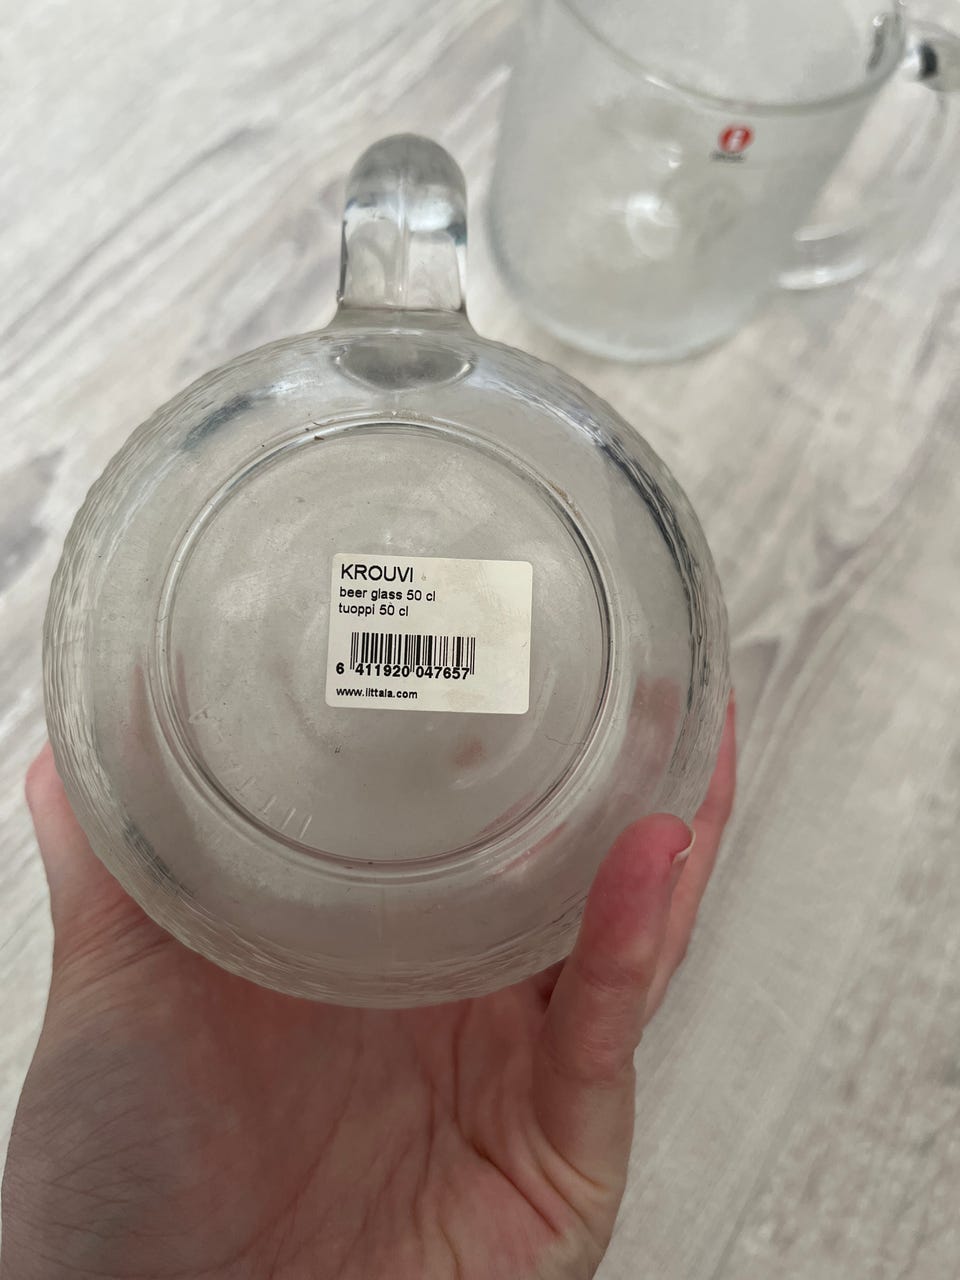 KROUVI
beer glass 50 cl
tuoppi 50 cl
6 411920 047657
www.iittala.com